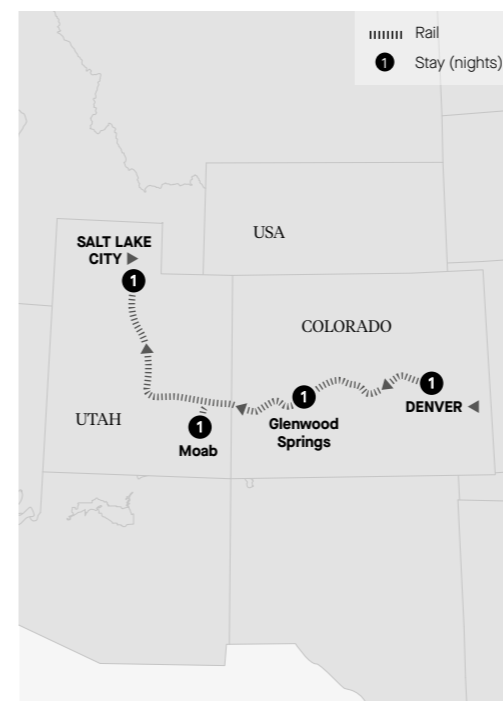 Rail
1 Stay (nights)
USA
SALT LAKE
CITY ▶
1
COLORADO
1
DENVER ◀
1
Glenwood
Springs
UTAH
1
Moab